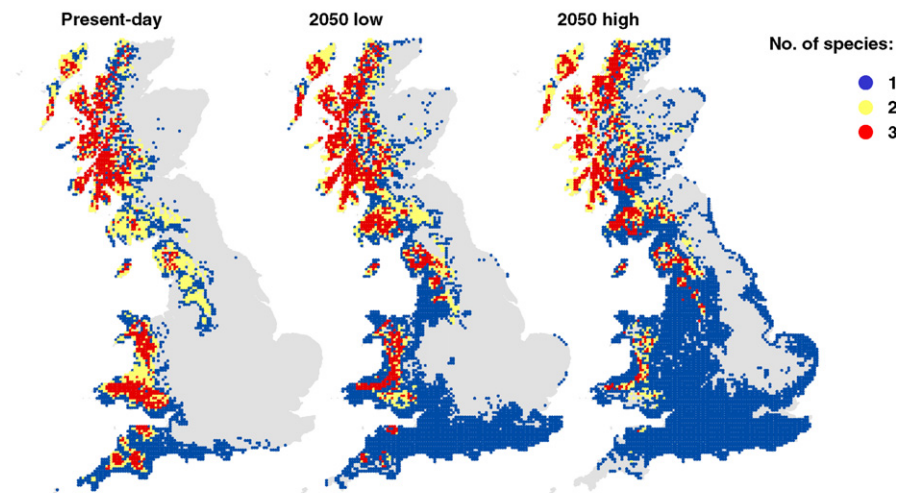 Present-day
2050 low
2050 high
No. of species:
1
2
3